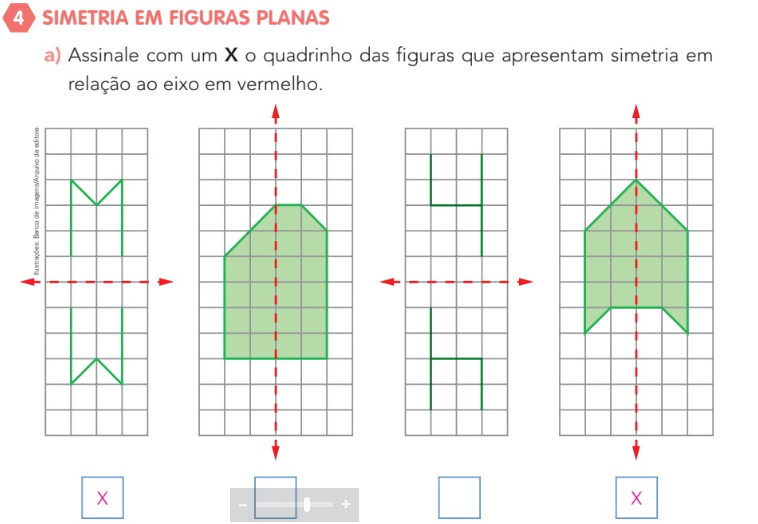 4 SIMETRIA EM FIGURAS PLANAS
a) Assinale com um X o quadrinho das figuras que apresentam simetria em
relação ao eixo em vermelho.
Ilustrações: Banco de imagens/Arquivo da editora
X
X